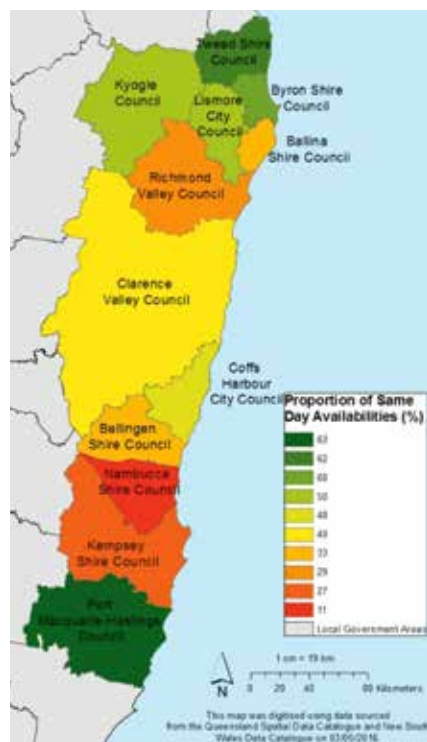 Tweed Shire
Council
Kyogle
Council
Lismore
City
Council
Byron Shire
Council
Ballina
Shire Council
Richmond
Valley Council
Clarence
Valley Council
Coffs
Harbour
City Council
Bellingen
Shire Council
Nambucca
Shire Council
Kempsey
Shire Council
Port
Macquarie-Hastings
Council
Proportion of Same
Day Availabilities (%)
63
62
60
50
48
40
33
29
27
11
Local Government Areas
N
1 cm = 19 km
0 20 40 80 Kilometers
This map was digitised using data sourced
from the Queensland Spatial Data Catalogue and New South
Wales Data Catalogue on 03/05/2016